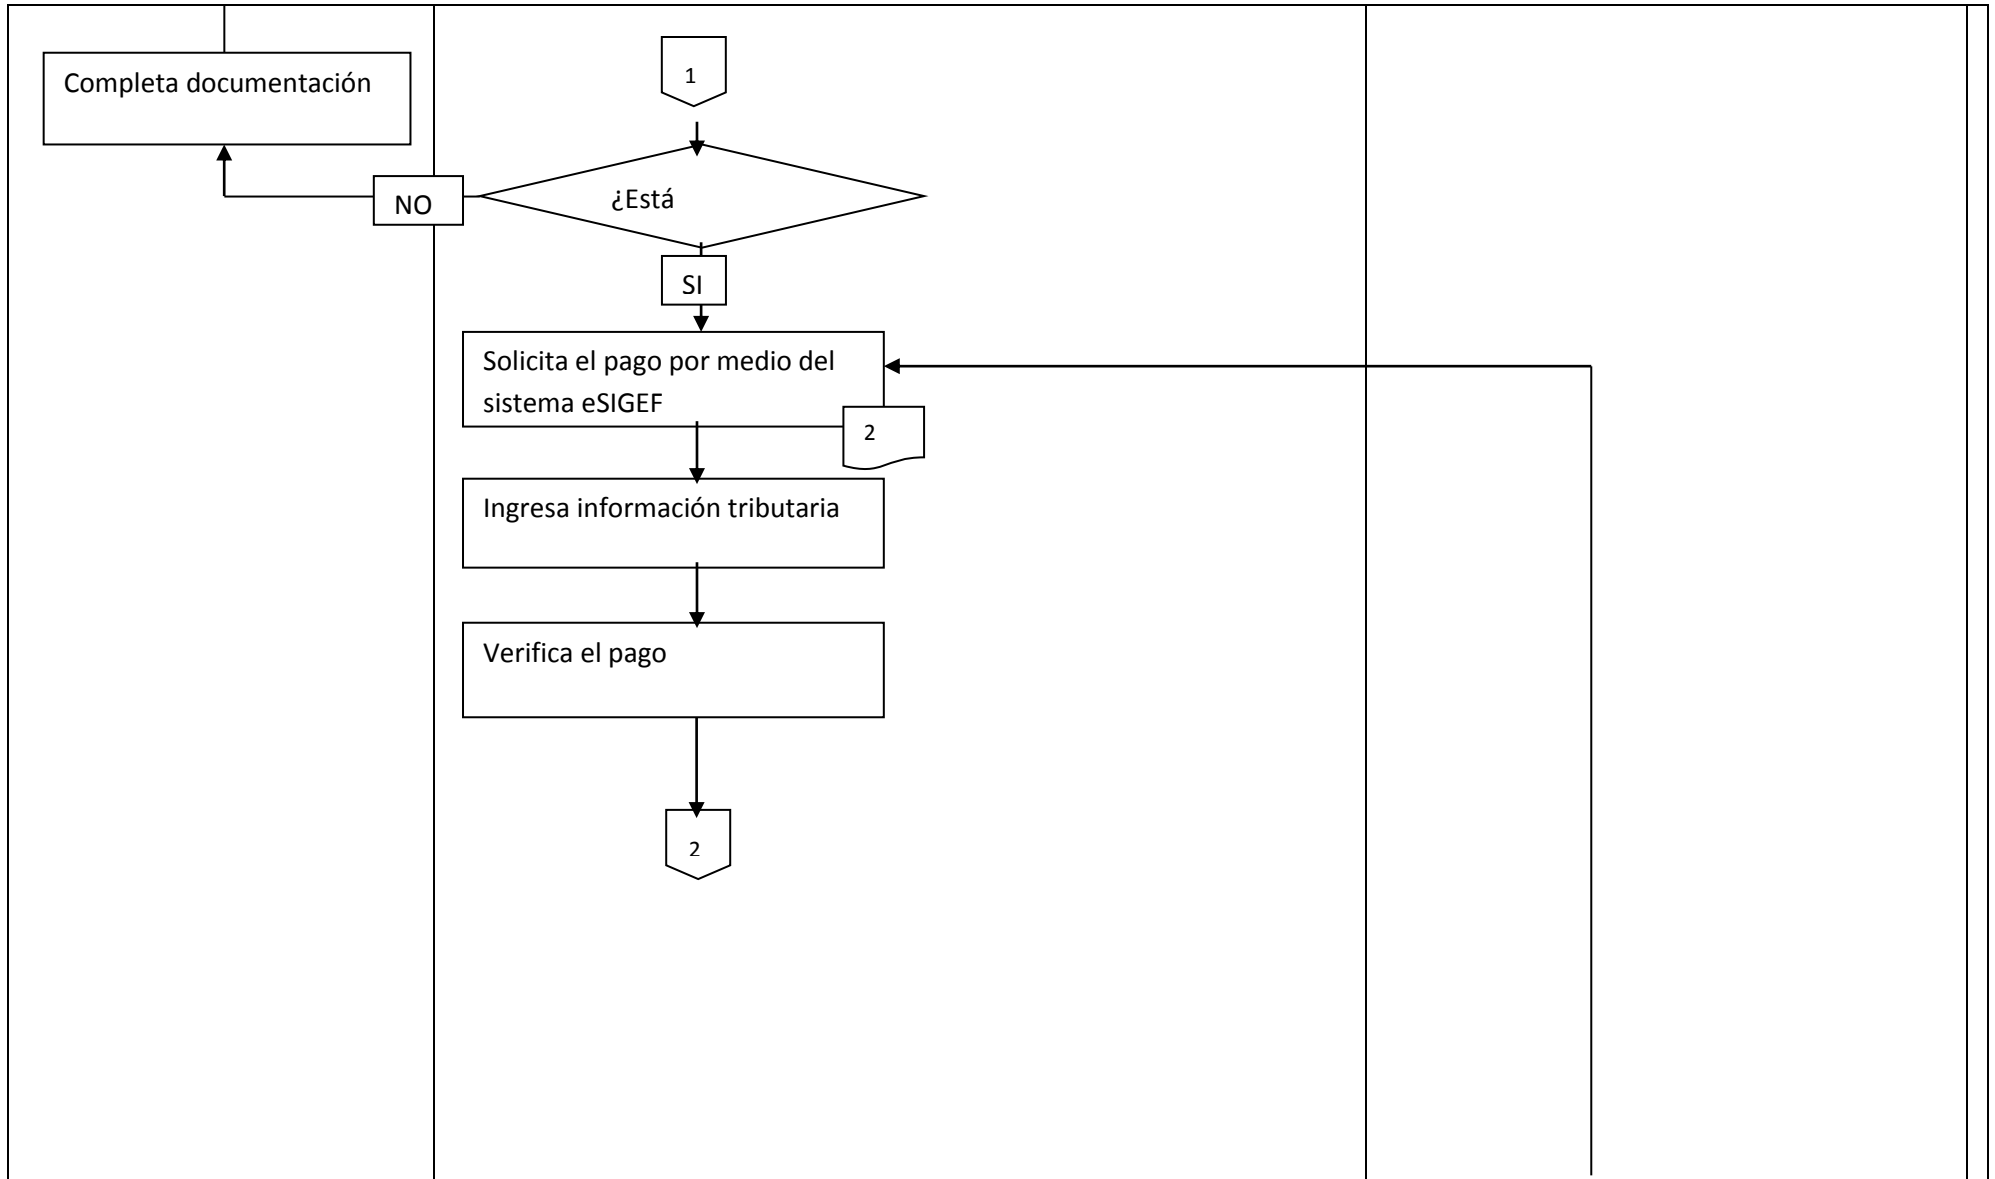 Completa documentación
1
¿Está
NO
SI
Solicita el pago por medio del
sistema eSIGEF
2
Ingresa información tributaria
Verifica el pago
2